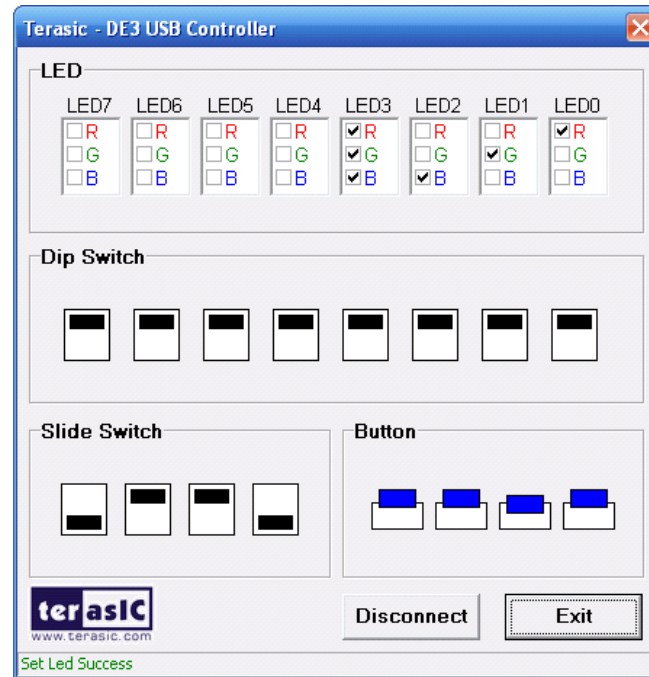 Terasic - DE3 USB Controller
LED
LED7 LED6 LED5 LED4 LED3 LED2 LED1 LED0
R R R R R R R R
G G G G G G G G
B B B B B B B B
Dip Switch
Slide Switch
Button
terasIC
www.terasic.com
Disconnect
Exit
Set Led Success